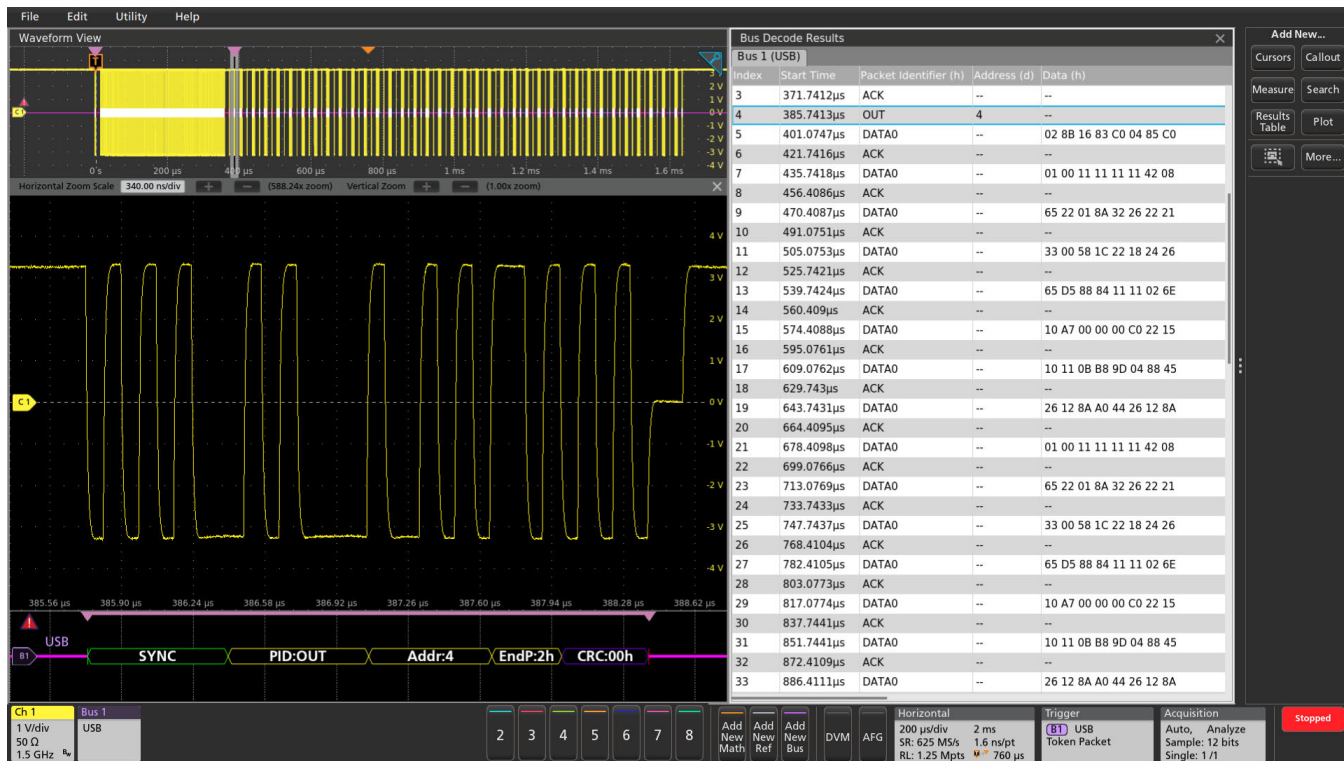 File Edit Utility Help
Waveform View
T
3 V
2 V
1 V
0 V
-1 V
-2 V
-3 V
-4 V
C1
0's 200 µs 400 µs 600 µs 800 µs 1 ms 1.2 ms 1.4 ms 1.6 ms
Horizontal Zoom Scale 340.00 ns/div + − (588.24x zoom) Vertical Zoom + − (1.00x zoom) ✕
4 V
3 V
2 V
1 V
C 1
0 V
-1 V
-2 V
-3 V
-4 V
385.56 µs 385.90 µs 386.24 µs 386.58 µs 386.92 µs 387.26 µs 387.60 µs 387.94 µs 388.28 µs 388.62 µs
USB
B1 SYNC PID:OUT Addr:4 EndP:2h CRC:00h
Bus Decode Results ✕
Bus 1 (USB)
Index Start Time Packet Identifier (h) Address (d) Data (h)
3 371.7412µs ACK -- --
4 385.7413µs OUT 4 --
5 401.0747µs DATA0 -- 02 8B 16 83 C0 04 85 C0
6 421.7416µs ACK -- --
7 435.7418µs DATA0 -- 01 00 11 11 11 11 42 08
8 456.4086µs ACK -- --
9 470.4087µs DATA0 -- 65 22 01 8A 32 26 22 21
10 491.0751µs ACK -- --
11 505.0753µs DATA0 -- 33 00 58 1C 22 18 24 26
12 525.7421µs ACK -- --
13 539.7424µs DATA0 -- 65 D5 88 84 11 11 02 6E
14 560.409µs ACK -- --
15 574.4088µs DATA0 -- 10 A7 00 00 00 C0 22 15
16 595.0761µs ACK -- --
17 609.0762µs DATA0 -- 10 11 0B B8 9D 04 88 45
18 629.743µs ACK -- --
19 643.7431µs DATA0 -- 26 12 8A A0 44 26 12 8A
20 664.4095µs ACK -- --
21 678.4098µs DATA0 -- 01 00 11 11 11 11 42 08
22 699.0766µs ACK -- --
23 713.0769µs DATA0 -- 65 22 01 8A 32 26 22 21
24 733.7433µs ACK -- --
25 747.7437µs DATA0 -- 33 00 58 1C 22 18 24 26
26 768.4104µs ACK -- --
27 782.4105µs DATA0 -- 65 D5 88 84 11 11 02 6E
28 803.0773µs ACK -- --
29 817.0774µs DATA0 -- 10 A7 00 00 00 C0 22 15
30 837.7441µs ACK -- --
31 851.7441µs DATA0 -- 10 11 0B B8 9D 04 88 45
32 872.4109µs ACK -- --
33 886.4111µs DATA0 -- 26 12 8A A0 44 26 12 8A
Add New...
Cursors Callout
Measure Search
Results Table Plot
More...
Ch 1
1 V/div
50 Ω
1.5 GHz Bw
Bus 1
USB
2 3 4 5 6 7 8
Add New Math
Add New Ref
Add New Bus
DVM AFG
Horizontal
200 µs/div 2 ms
SR: 625 MS/s 1.6 ns/pt
RL: 1.25 Mpts 760 µs
Trigger
B1 USB
Token Packet
Acquisition
Auto, Analyze
Sample: 12 bits
Single: 1 /1
Stopped